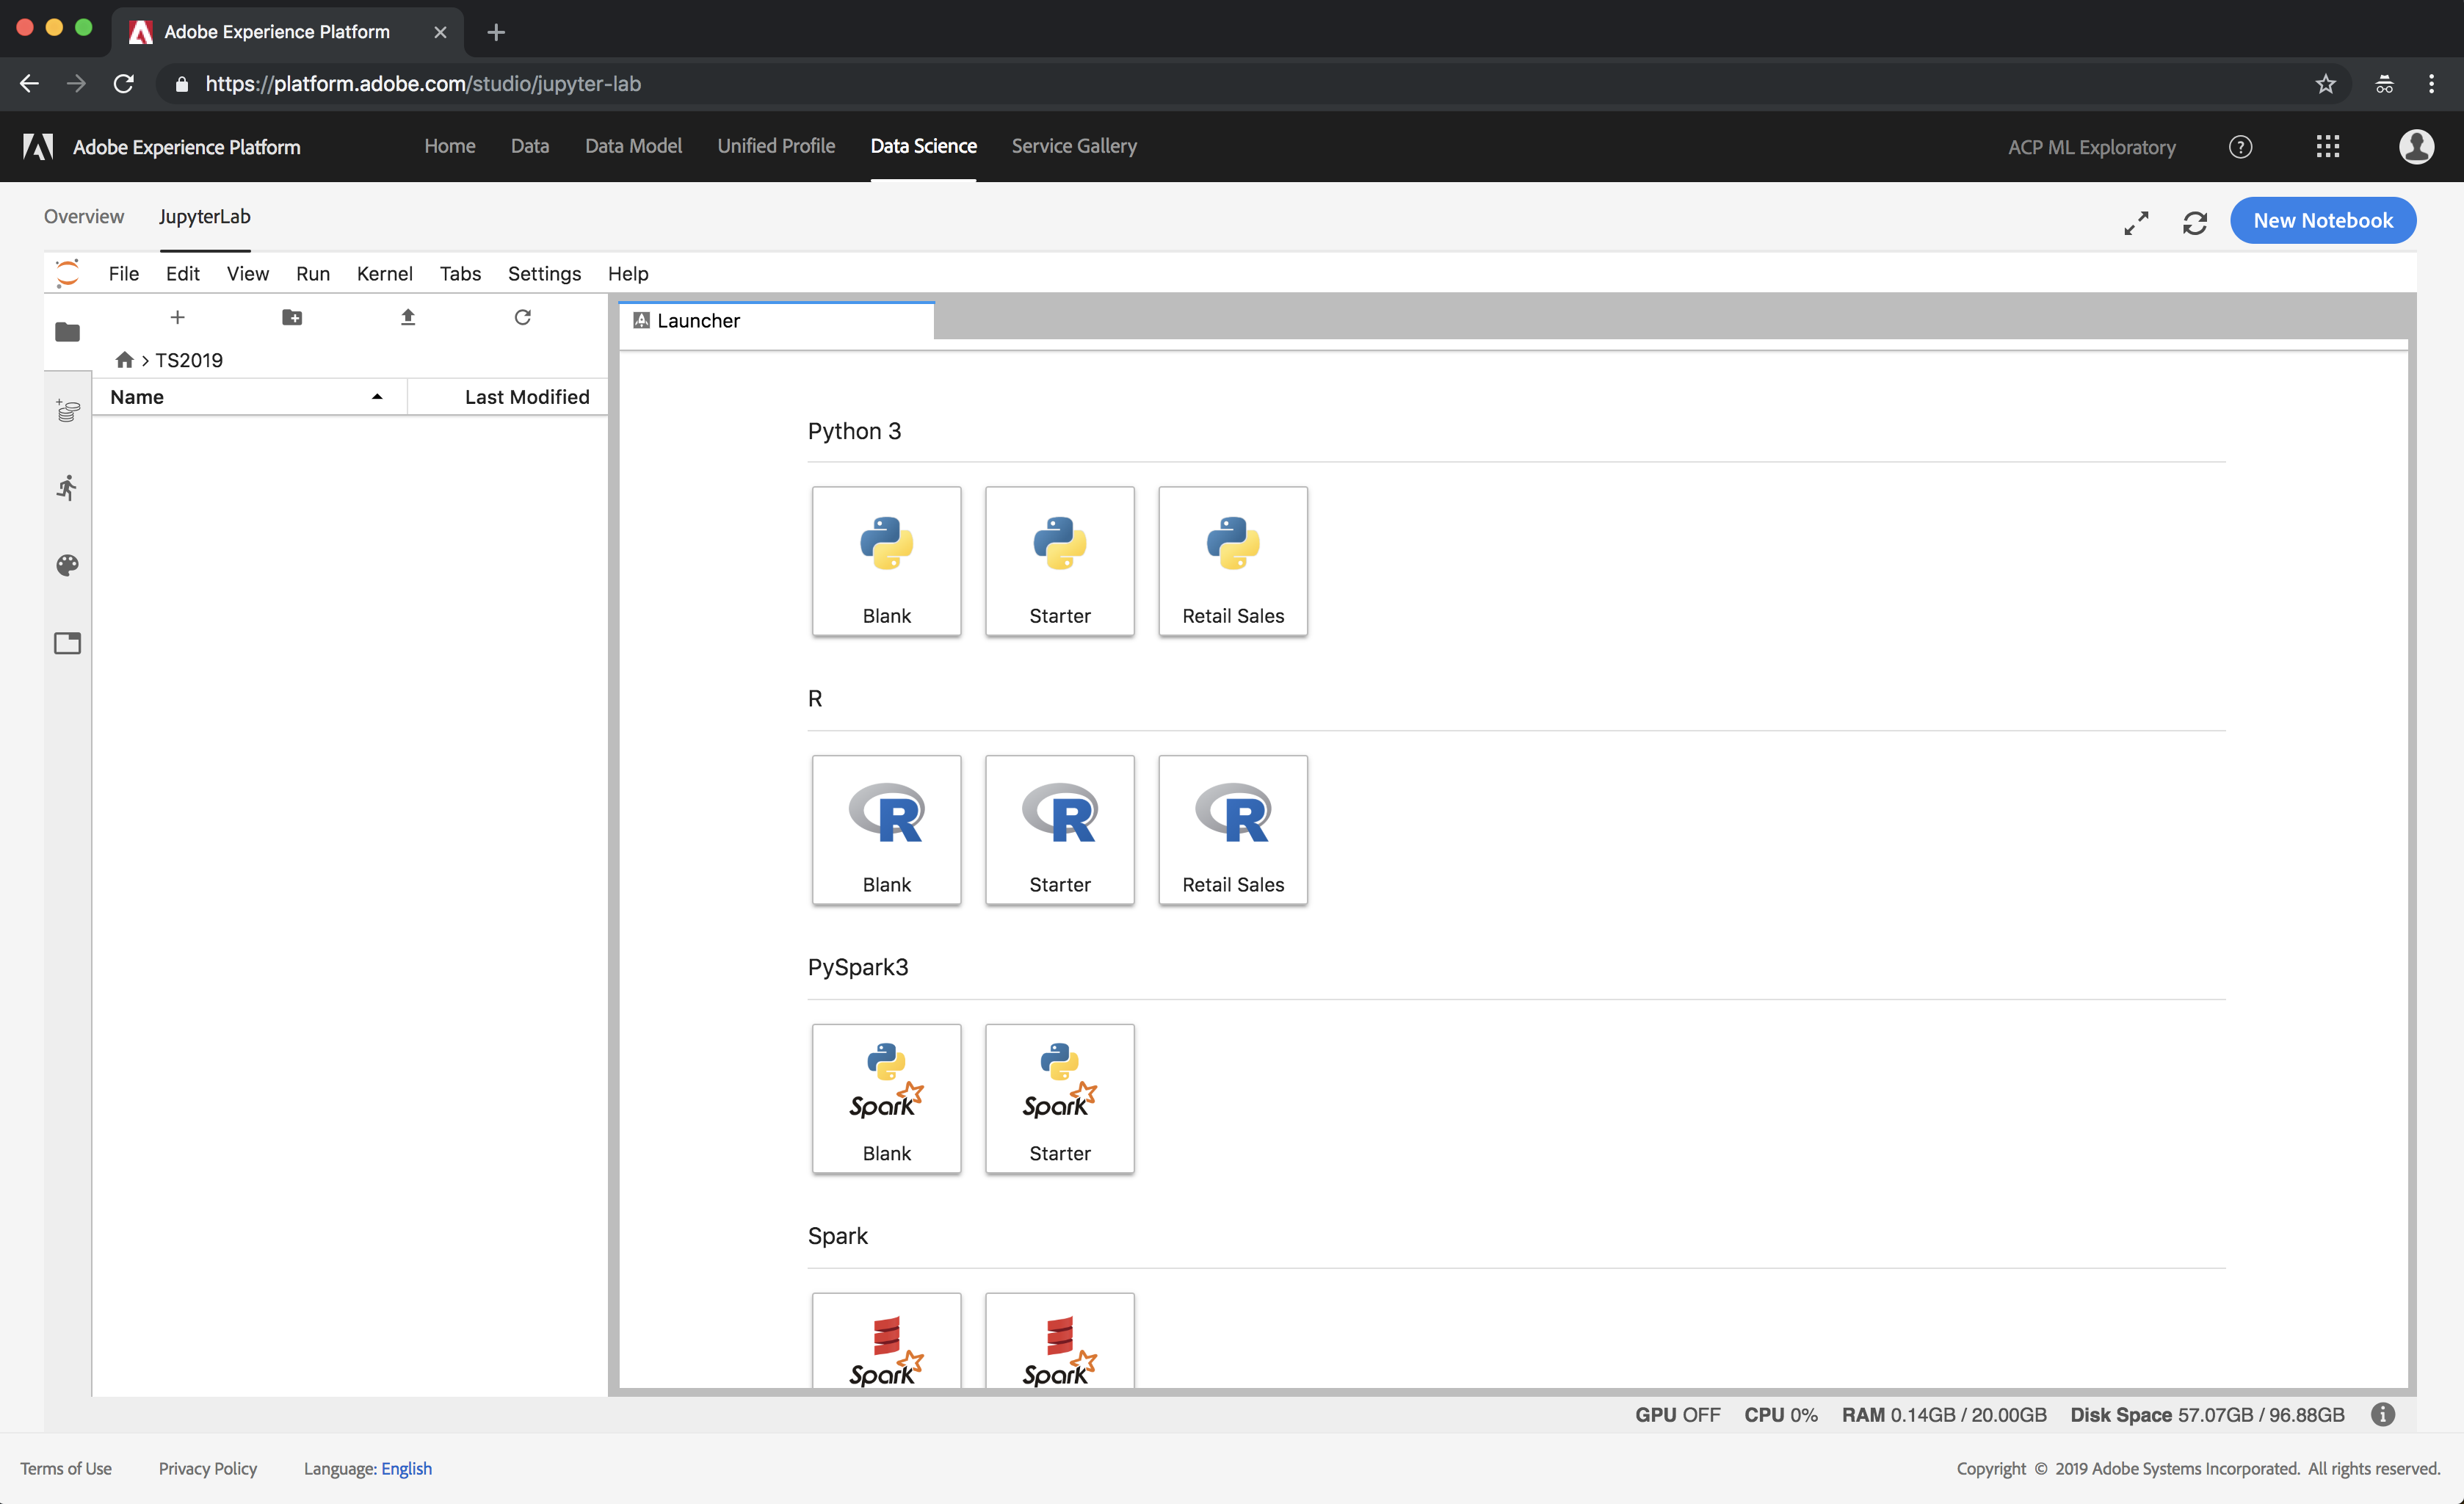 Adobe Experience Platform
https://platform.adobe.com/studio/jupyter-lab
Adobe Experience Platform Home Data Data Model Unified Profile Data Science Service Gallery ACP ML Exploratory
Overview JupyterLab New Notebook
File Edit View Run Kernel Tabs Settings Help
Launcher
> TS2019
Name Last Modified
Python 3
Blank Starter Retail Sales
R
R R R
Blank Starter Retail Sales
PySpark3
Spark Spark
Blank Starter
Spark
Spark Spark
GPU OFF CPU 0% RAM 0.14GB / 20.00GB Disk Space 57.07GB / 96.88GB
Terms of Use Privacy Policy Language: English Copyright © 2019 Adobe Systems Incorporated. All rights reserved.